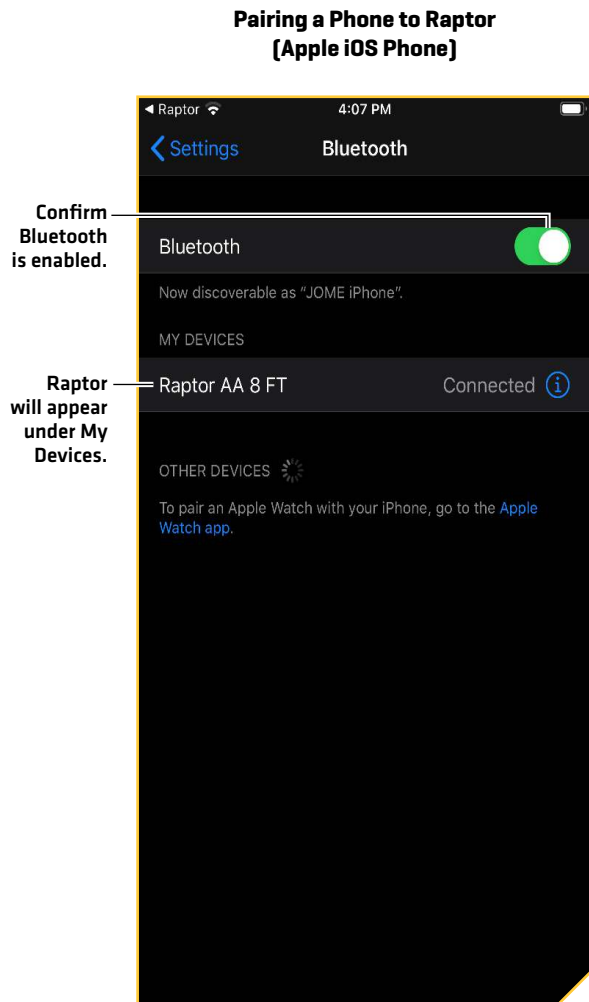 Pairing a Phone to Raptor
(Apple iOS Phone)
Raptor
4:07 PM
Settings
Bluetooth
Confirm
Bluetooth
is enabled.
Bluetooth
Now discoverable as “JOME iPhone”.
MY DEVICES
Raptor
will appear
under My
Devices.
Raptor AA 8 FT
Connected
OTHER DEVICES
To pair an Apple Watch with your iPhone, go to the Apple
Watch app.